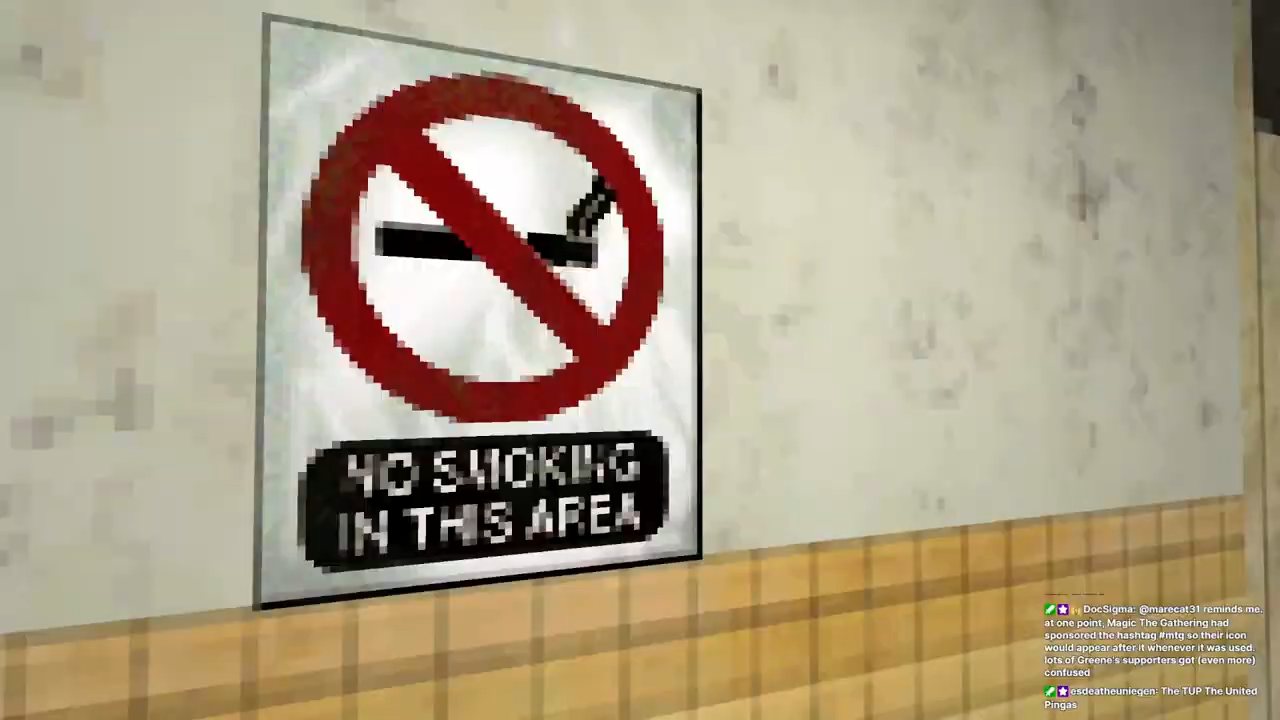 NO SMOKING
IN THIS AREA
DocSigma: @marecat31 reminds me,
at one point, Magic The Gathering had
sponsored the hashtag #mtg so their icon
would appear after it whenever it was used.
lots of Greene's supporters got (even more)
confused
esdeatheuniegen: The TUP The United
Pingas